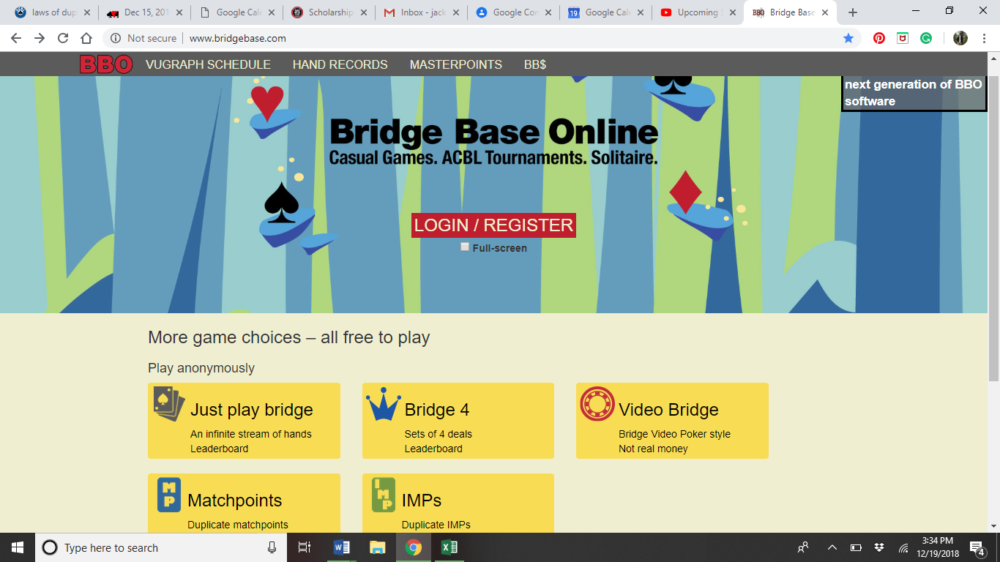 laws of dup
Dec 15, 201
Google Cale
Scholarship
Inbox - jack
Google Con
Google Cale
Upcoming S
Bridge Base
Not secure | www.bridgebase.com
BBO VUGRAPH SCHEDULE HAND RECORDS MASTERPOINTS BB$
next generation of BBO
software
Bridge Base Online
Casual Games. ACBL Tournaments. Solitaire.
LOGIN / REGISTER
Full-screen
More game choices – all free to play
Play anonymously
Just play bridge
An infinite stream of hands
Leaderboard
Bridge 4
Sets of 4 deals
Leaderboard
Video Bridge
Bridge Video Poker style
Not real money
MP
Matchpoints
Duplicate matchpoints
IMP
IMPs
Duplicate IMPs
Type here to search
3:34 PM
12/19/2018
4